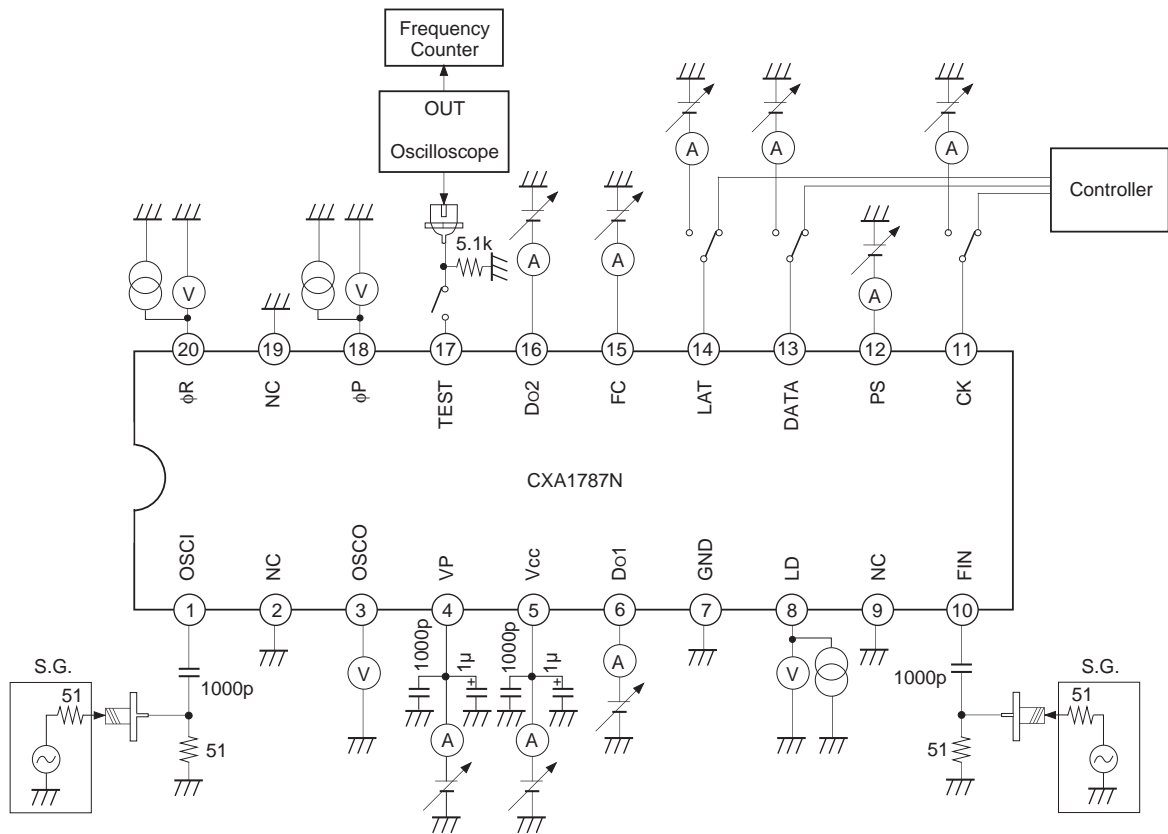 Frequency
Counter
OUT
Oscilloscope
A
A
A
Controller
A
A
A
A
V
5.1k
V
20
19
18
17
16
15
14
13
12
11
ϕR
NC
ϕP
TEST
Do2
FC
LAT
DATA
PS
CK
CXA1787N
OSCI
NC
OSCO
VP
Vcc
Do1
GND
LD
NC
FIN
1
2
3
4
5
6
7
8
9
10
1000p
1µ
+
1000p
1µ
+
S.G.
51
1000p
51
V
A
A
A
V
1000p
51
S.G.
51